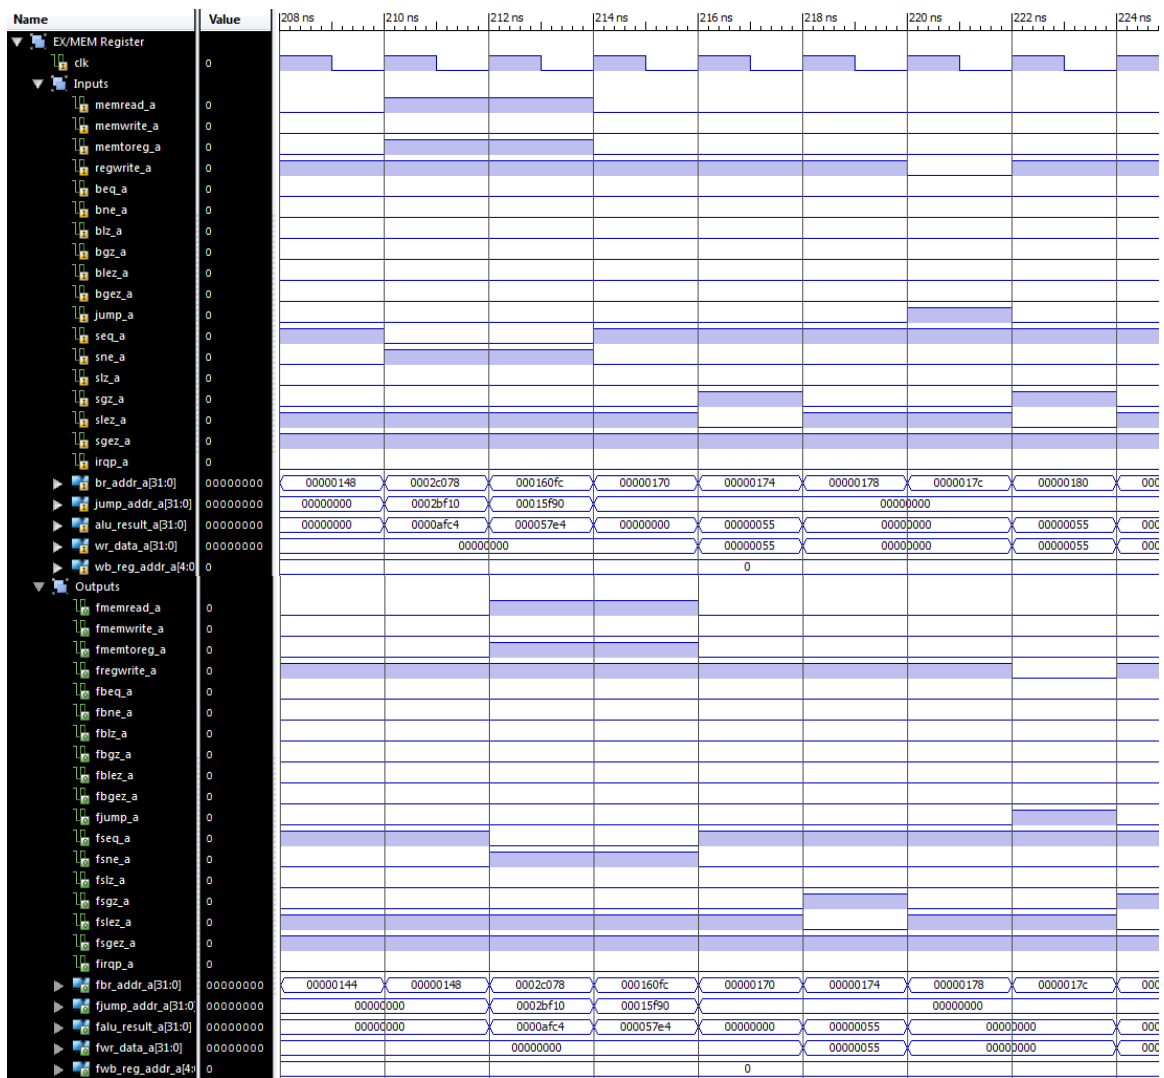 Name Value 208 ns 210 ns 212 ns 214 ns 216 ns 218 ns 220 ns 222 ns 224 ns
EX/MEM Register
clk 0
Inputs
memread_a 0
memwrite_a 0
memtoreg_a 0
regwrite_a 0
beq_a 0
bne_a 0
blz_a 0
bgz_a 0
blez_a 0
bgez_a 0
jump_a 0
seq_a 0
sne_a 0
slz_a 0
sgz_a 0
slez_a 0
sgez_a 0
irqp_a 0
br_addr_a[31:0] 00000000 00000148 0002c078 000160fc 00000170 00000174 00000178 0000017c 00000180 000
jump_addr_a[31:0] 00000000 00000000 0002bf10 00015f90 00000000
alu_result_a[31:0] 00000000 00000000 0000afc4 000057e4 00000000 00000055 00000000 00000055 000
wr_data_a[31:0] 00000000 00000000 00000055 00000000 00000055 000
wb_reg_addr_a[4:0 0 0
Outputs
fmemread_a 0
fmemwrite_a 0
fmemtoreg_a 0
fregwrite_a 0
fbeq_a 0
fbne_a 0
fblz_a 0
fbgz_a 0
fblez_a 0
fbgez_a 0
fjump_a 0
fseq_a 0
fsne_a 0
fslz_a 0
fsgz_a 0
fslez_a 0
fsgez_a 0
firqp_a 0
fbr_addr_a[31:0] 00000000 00000144 00000148 0002c078 000160fc 00000170 00000174 00000178 0000017c 000
fjump_addr_a[31:0 00000000 00000000 0002bf10 00015f90 00000000
falu_result_a[31:0] 00000000 00000000 0000afc4 000057e4 00000000 00000055 00000000 000
fwr_data_a[31:0] 00000000 00000000 00000055 00000000 000
fwb_reg_addr_a[4: 0 0